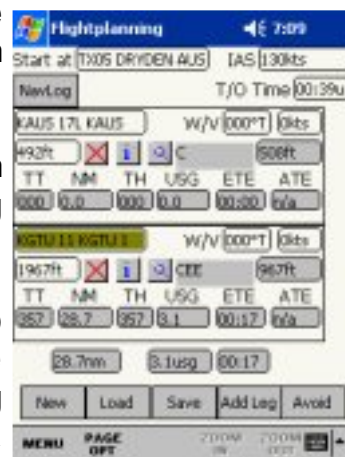 Flightplanning 7:09
Start at TX05 DRYDEN AUS IAS 130kts
NavLog T/O Time 00:39u
KAUS 17L KAUS W/V 000°T 0kts
492ft i C 508ft
TT NM TH USG ETE ATE
000 0.0 000 0.0 00:00 n/a
KGTU 11 KGTU 1 W/V 000°T 0kts
1967ft i CEE 967ft
TT NM TH USG ETE ATE
357 28.7 357 3.1 00:17 n/a
28.7nm 3.1usg 00:17
New Load Save Add Leg Avoid
MENU PAGE OPT ZOOM IN ZOOM OUT